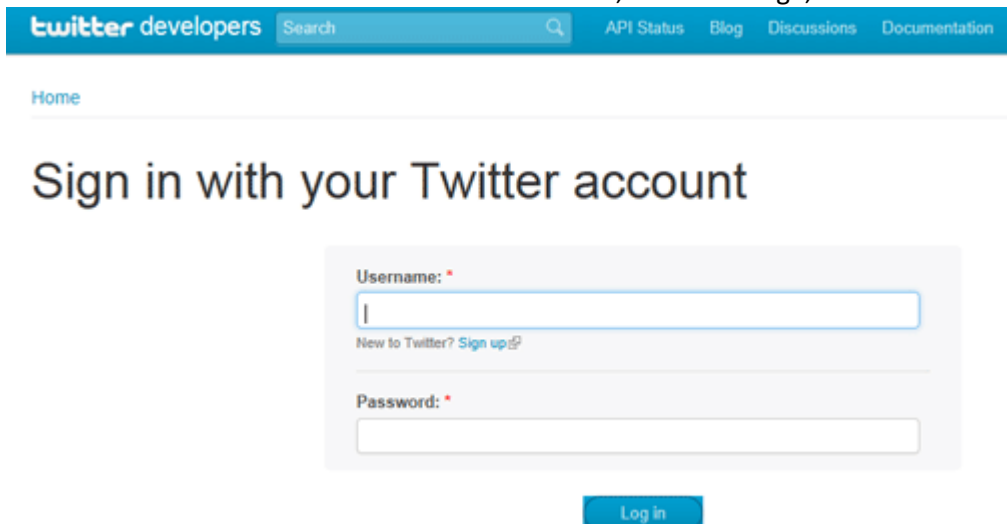 twitter developers Search API Status Blog Discussions Documentation
Home
Sign in with your Twitter account
Username: *
New to Twitter? Sign up
Password: *
Log in